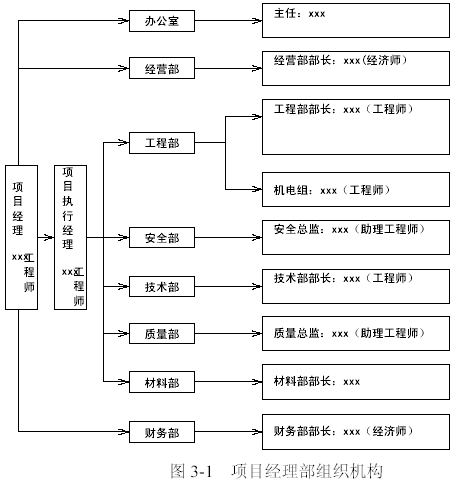 办公室
主任：xxx
经营部
经营部部长：xxx(经济师）
工程部
工程部部长：xxx（工程师）
机电组：xxx（工程师）
项目经理
xxx工程师
项目执行经理
xxx工程师
安全部
安全总监：xxx（助理工程师）
技术部
技术部部长：xxx（工程师）
质量部
质量总监：xxx（助理工程师）
材料部
材料部部长：xxx
财务部
财务部部长：xxx（经济师）
图 3-1 项目经理部组织机构